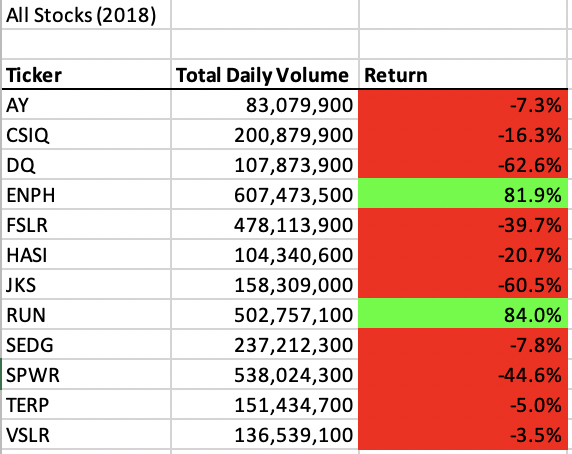 All Stocks (2018)
Ticker Total Daily Volume Return
AY 83,079,900 -7.3%
CSIQ 200,879,900 -16.3%
DQ 107,873,900 -62.6%
ENPH 607,473,500 81.9%
FSLR 478,113,900 -39.7%
HASI 104,340,600 -20.7%
JKS 158,309,000 -60.5%
RUN 502,757,100 84.0%
SEDG 237,212,300 -7.8%
SPWR 538,024,300 -44.6%
TERP 151,434,700 -5.0%
VSLR 136,539,100 -3.5%